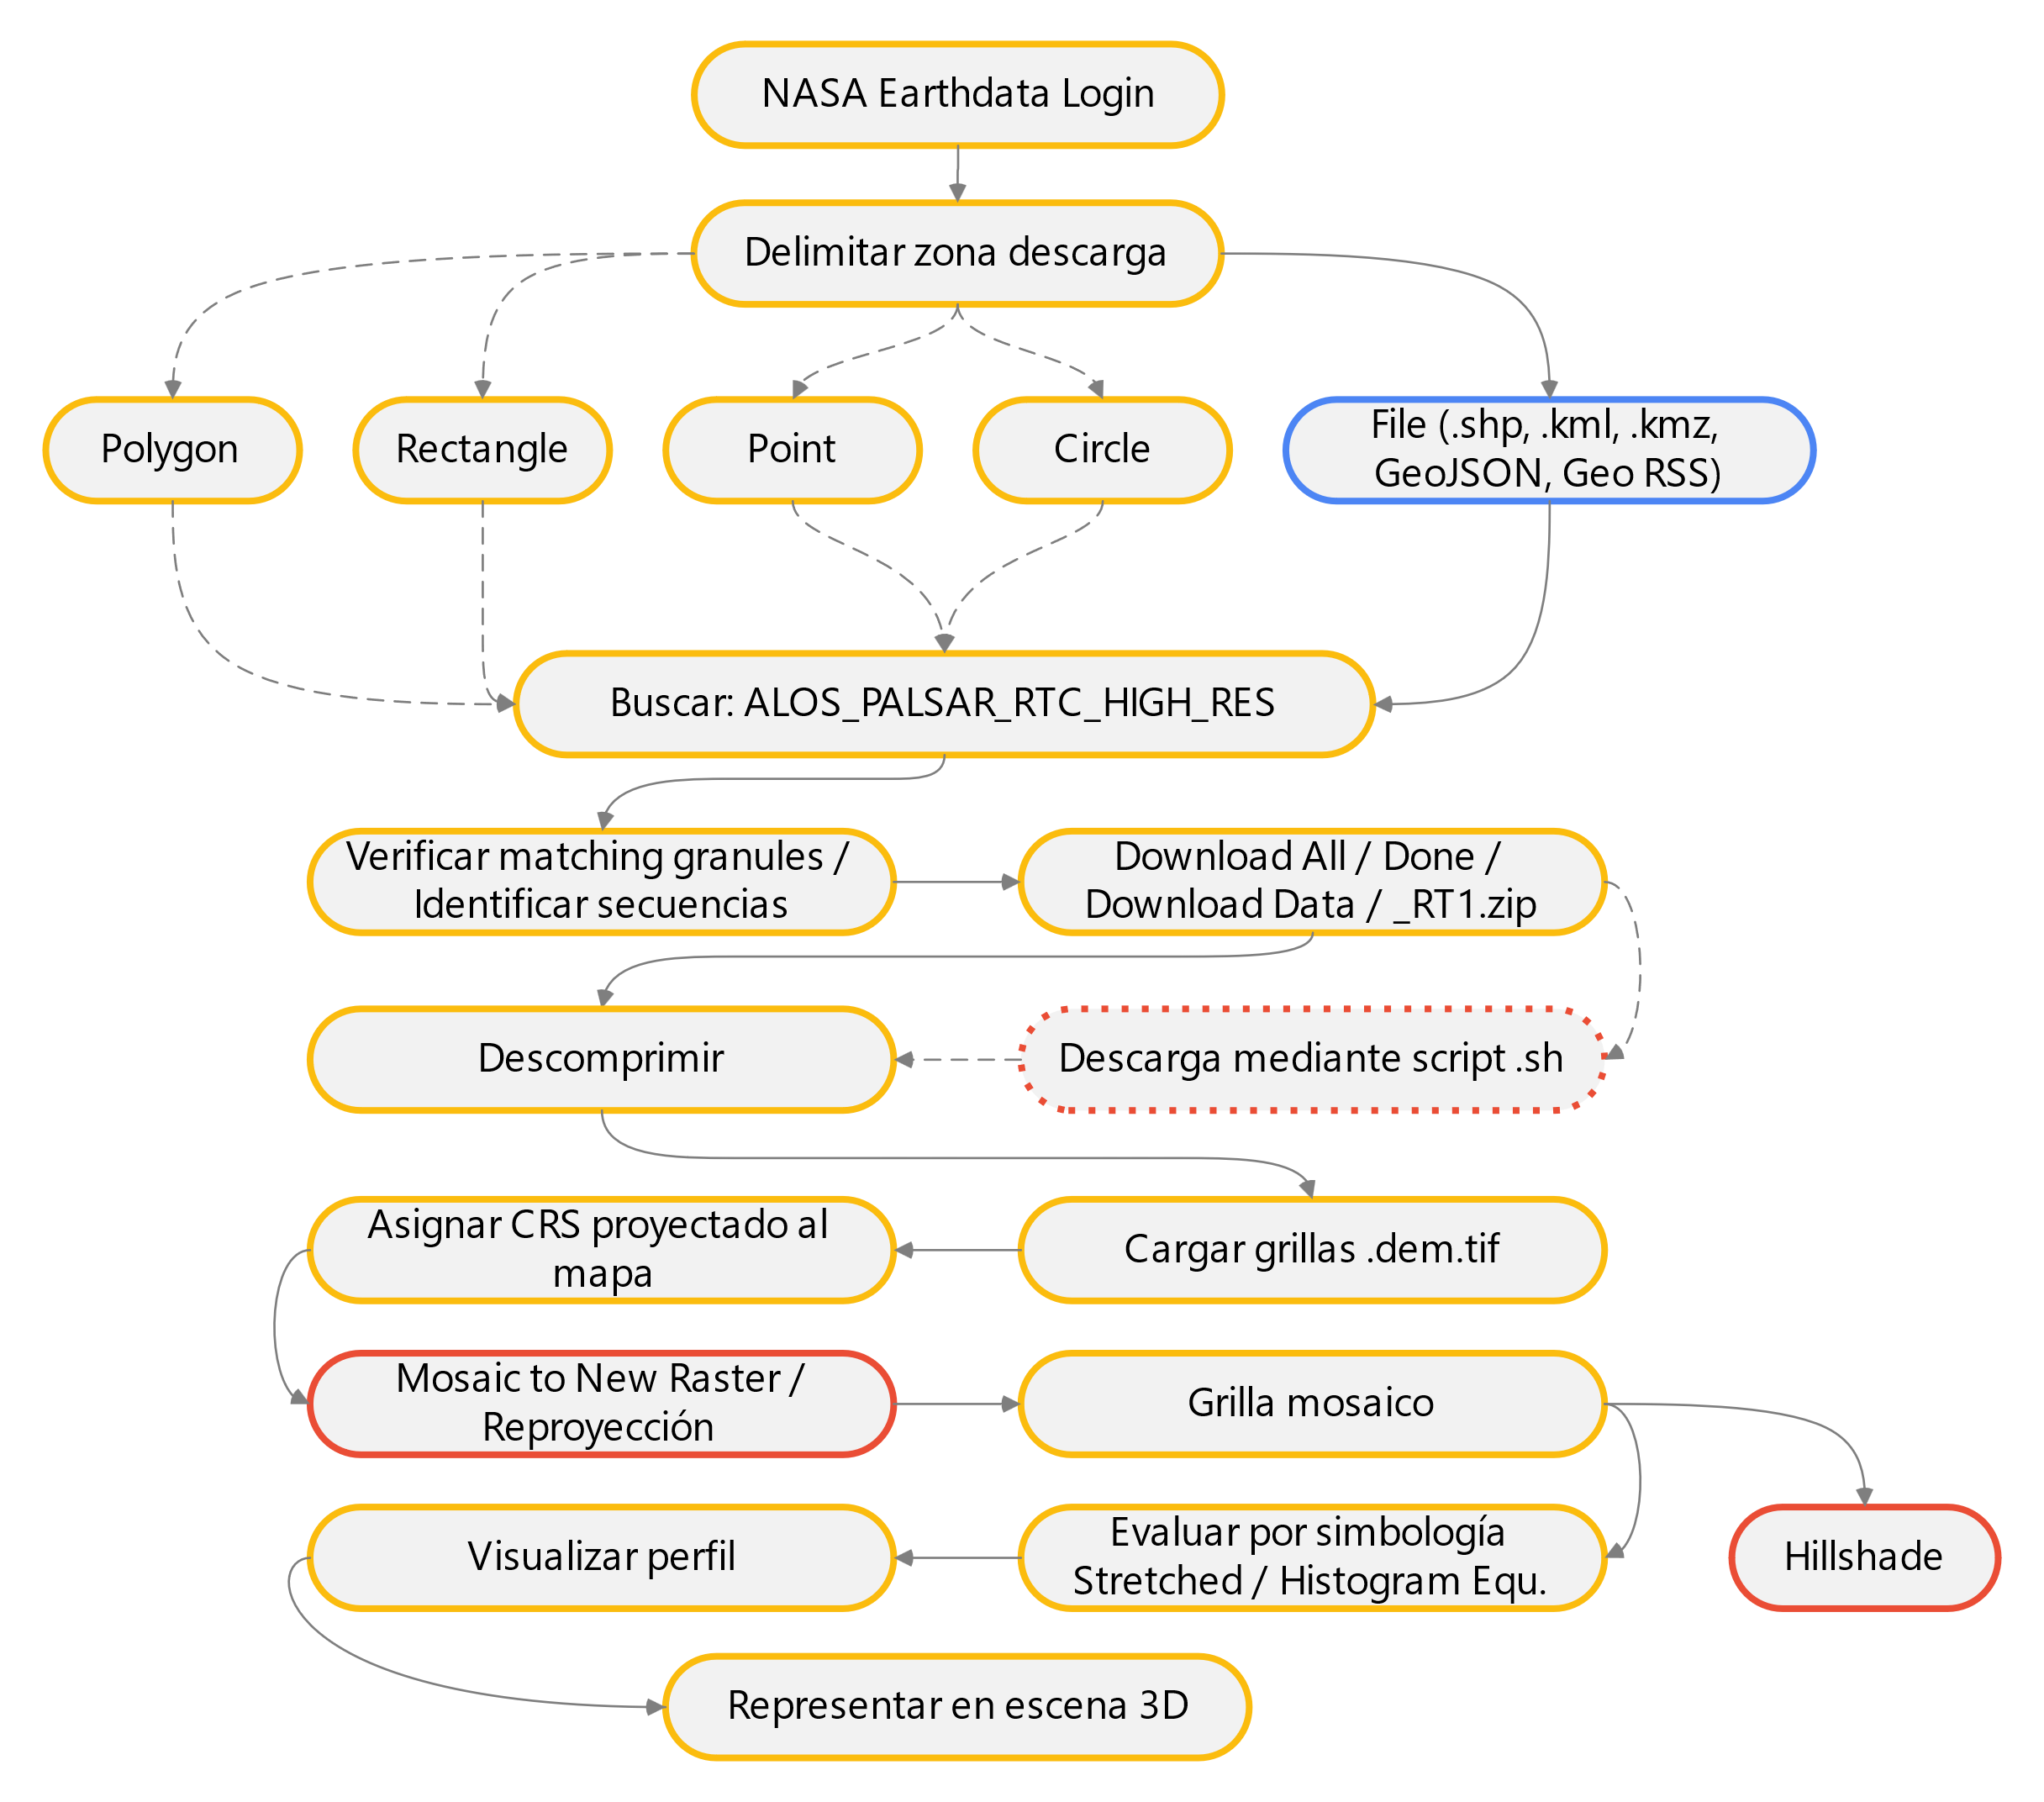 NASA Earthdata Login
Delimitar zona descarga
Polygon
Rectangle
Point
Circle
File (.shp, .kml, .kmz,
GeoJSON, Geo RSS)
Buscar: ALOS_PALSAR_RTC_HIGH_RES
Verificar matching granules /
Identificar secuencias
Download All / Done /
Download Data / _RT1.zip
Descomprimir
Descarga mediante script .sh
Asignar CRS proyectado al
mapa
Cargar grillas .dem.tif
Mosaic to New Raster /
Reproyección
Grilla mosaico
Visualizar perfil
Evaluar por simbología
Stretched / Histogram Equ.
Hillshade
Representar en escena 3D